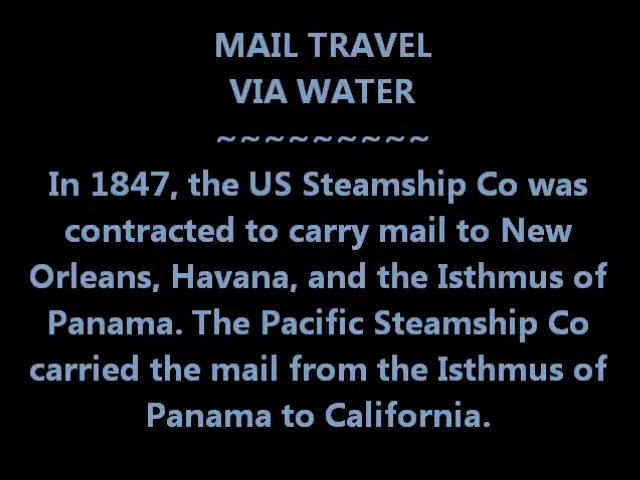 MAIL TRAVEL
VIA WATER
~~~~~~~~~
In 1847, the US Steamship Co was
contracted to carry mail to New
Orleans, Havana, and the Isthmus of
Panama. The Pacific Steamship Co
carried the mail from the Isthmus of
Panama to California.